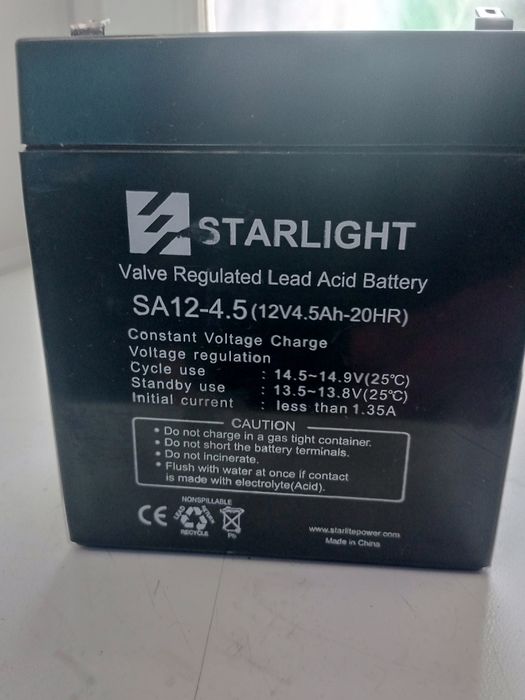 STARLIGHT
Valve Regulated Lead Acid Battery
SA12-4.5(12V4.5Ah-20HR)
Constant Voltage Charge
Voltage regulation
Cycle use : 14.5~14.9V(25℃)
Standby use : 13.5~13.8V(25℃)
Initial current : less than 1.35A
CAUTION
• Do not charge in a gas tight container.
• Do not short the battery terminals.
• Do not incinerate.
• Flush with water at once if contact
is made with electrolyte(Acid).
NONSPILLABLE
CE
LEAD
RECYCLE
Pb
www.starlitepower.com
Made in China